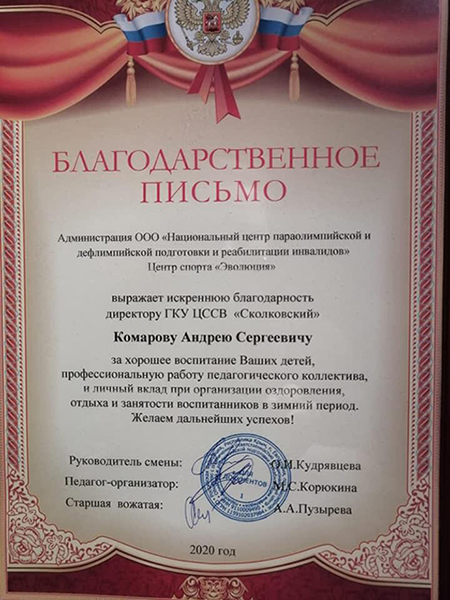 БЛАГОДАРСТВЕННОЕ
ПИСЬМО
Администрация ООО «Национальный центр параолимпийской и
дефлимпийской подготовки и реабилитации инвалидов»
Центр спорта «Эволюция»
выражает искреннюю благодарность
директору ГКУ ЦССВ «Сколковский»
Комарову Андрею Сергеевичу
за хорошее воспитание Ваших детей,
профессиональную работу педагогического коллектива,
и личный вклад при организации оздоровления,
отдыха и занятости воспитанников в зимний период.
Желаем дальнейших успехов!
Руководитель смены: О.И.Кудрявцева
Педагог-организатор: М.С.Корюкина
Старшая вожатая: А.А.Пузырева
2020 год